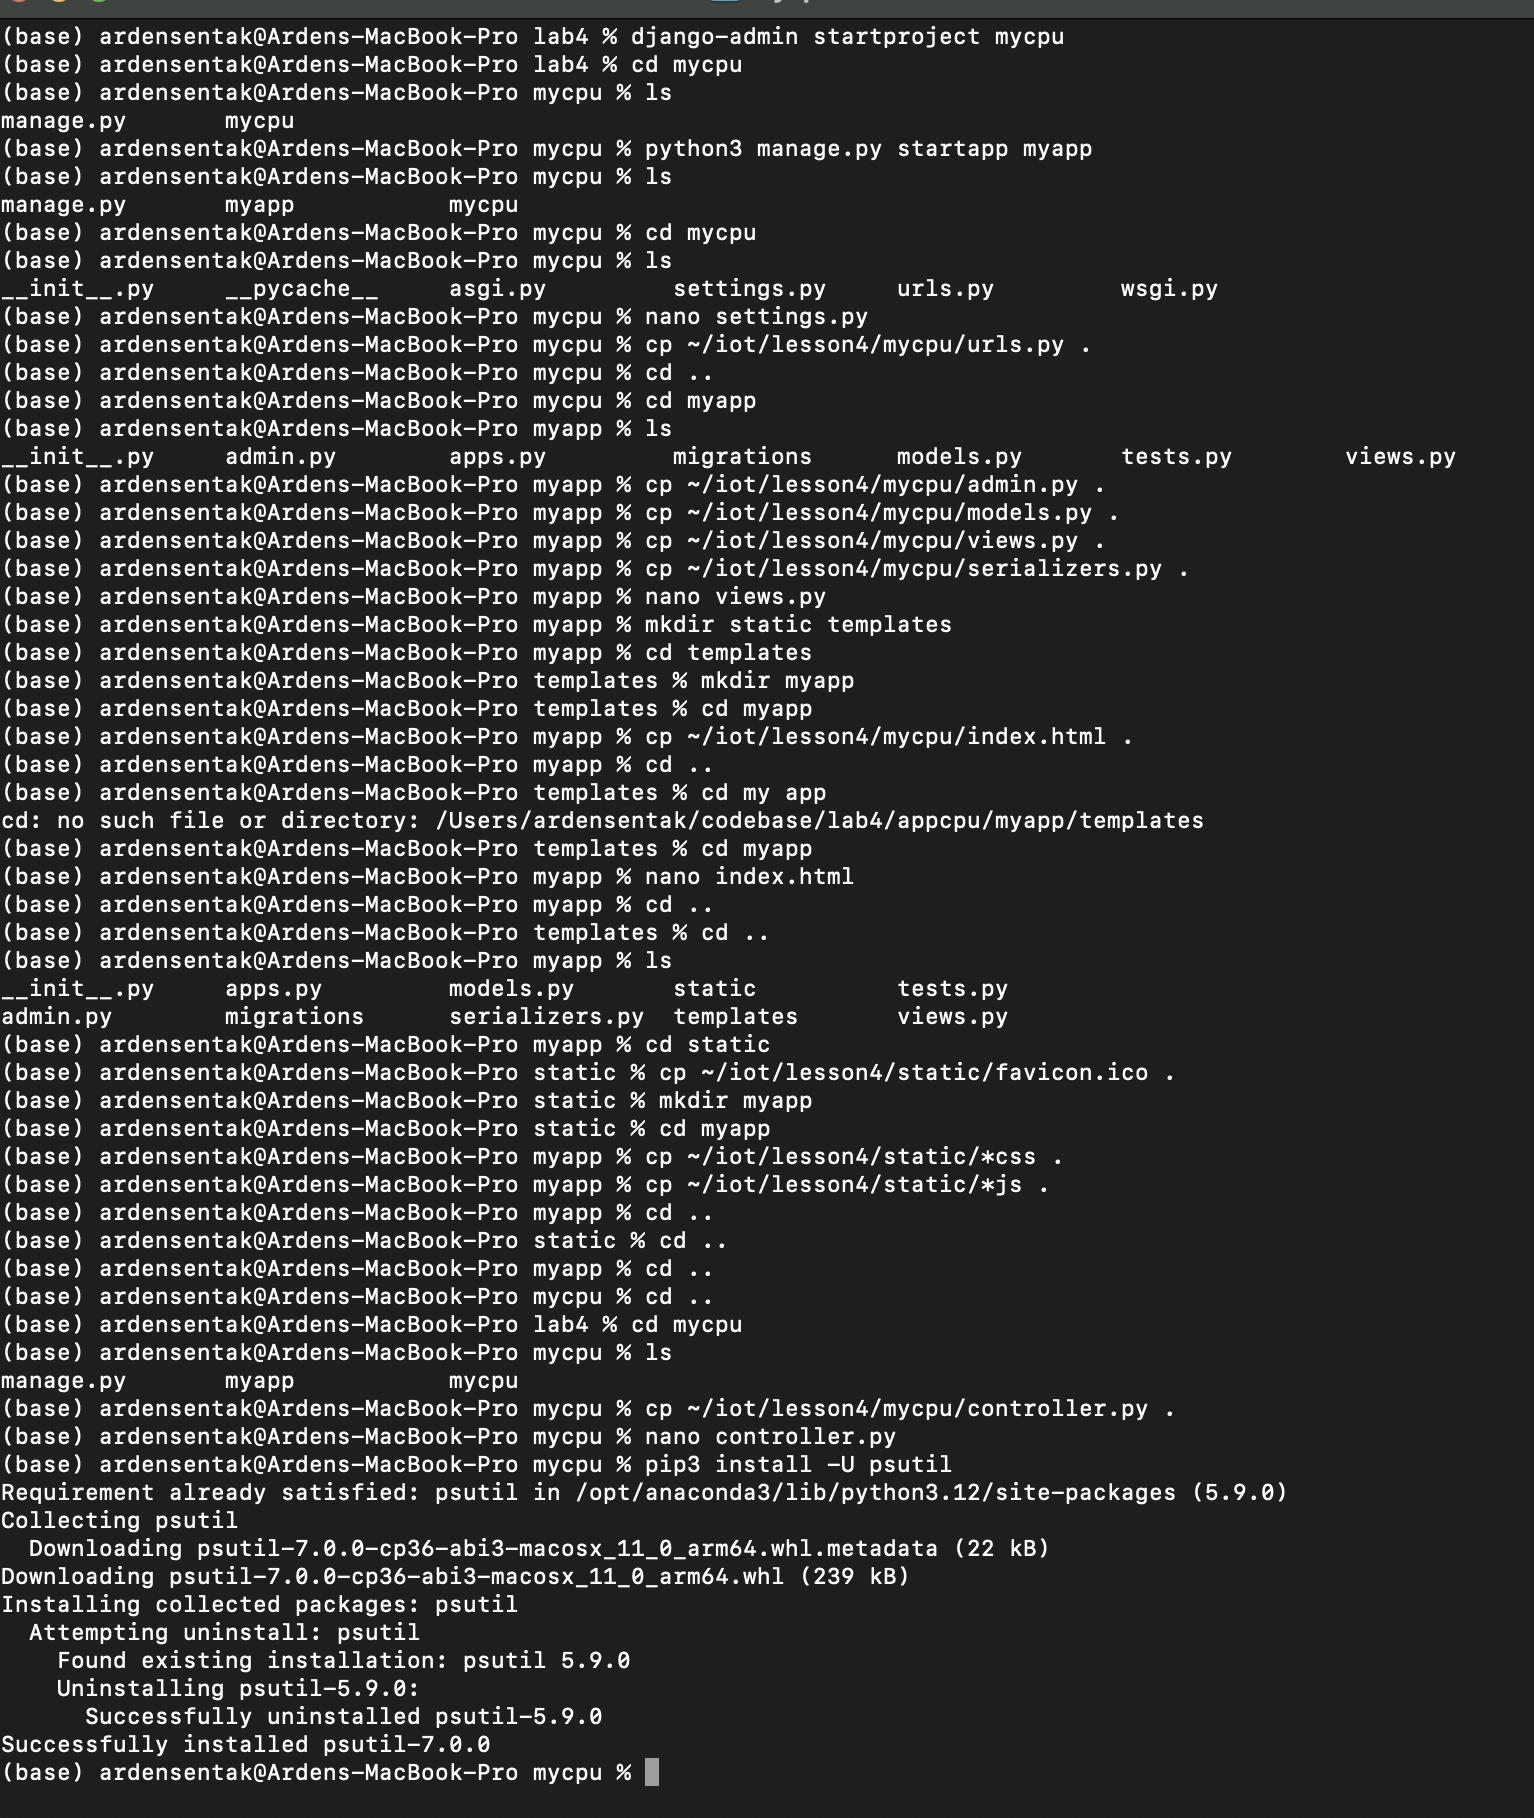 (base) ardensentak@Ardens-MacBook-Pro lab4 % django-admin startproject mycpu
(base) ardensentak@Ardens-MacBook-Pro lab4 % cd mycpu
(base) ardensentak@Ardens-MacBook-Pro mycpu % ls
manage.py       mycpu
(base) ardensentak@Ardens-MacBook-Pro mycpu % python3 manage.py startapp myapp
(base) ardensentak@Ardens-MacBook-Pro mycpu % ls
manage.py       myapp           mycpu
(base) ardensentak@Ardens-MacBook-Pro mycpu % cd mycpu
(base) ardensentak@Ardens-MacBook-Pro mycpu % ls
__init__.py     __pycache__     asgi.py         settings.py     urls.py         wsgi.py
(base) ardensentak@Ardens-MacBook-Pro mycpu % nano settings.py
(base) ardensentak@Ardens-MacBook-Pro mycpu % cp ~/iot/lesson4/mycpu/urls.py .
(base) ardensentak@Ardens-MacBook-Pro mycpu % cd ..
(base) ardensentak@Ardens-MacBook-Pro mycpu % cd myapp
(base) ardensentak@Ardens-MacBook-Pro myapp % ls
__init__.py     admin.py        apps.py         migrations      models.py       tests.py        views.py
(base) ardensentak@Ardens-MacBook-Pro myapp % cp ~/iot/lesson4/mycpu/admin.py .
(base) ardensentak@Ardens-MacBook-Pro myapp % cp ~/iot/lesson4/mycpu/models.py .
(base) ardensentak@Ardens-MacBook-Pro myapp % cp ~/iot/lesson4/mycpu/views.py .
(base) ardensentak@Ardens-MacBook-Pro myapp % cp ~/iot/lesson4/mycpu/serializers.py .
(base) ardensentak@Ardens-MacBook-Pro myapp % nano views.py
(base) ardensentak@Ardens-MacBook-Pro myapp % mkdir static templates
(base) ardensentak@Ardens-MacBook-Pro myapp % cd templates
(base) ardensentak@Ardens-MacBook-Pro templates % mkdir myapp
(base) ardensentak@Ardens-MacBook-Pro templates % cd myapp
(base) ardensentak@Ardens-MacBook-Pro myapp % cp ~/iot/lesson4/mycpu/index.html .
(base) ardensentak@Ardens-MacBook-Pro myapp % cd ..
(base) ardensentak@Ardens-MacBook-Pro templates % cd my app
cd: no such file or directory: /Users/ardensentak/codebase/lab4/appcpu/myapp/templates
(base) ardensentak@Ardens-MacBook-Pro templates % cd myapp
(base) ardensentak@Ardens-MacBook-Pro myapp % nano index.html
(base) ardensentak@Ardens-MacBook-Pro myapp % cd ..
(base) ardensentak@Ardens-MacBook-Pro templates % cd ..
(base) ardensentak@Ardens-MacBook-Pro myapp % ls
__init__.py     apps.py         models.py       static          tests.py
admin.py        migrations      serializers.py  templates       views.py
(base) ardensentak@Ardens-MacBook-Pro myapp % cd static
(base) ardensentak@Ardens-MacBook-Pro static % cp ~/iot/lesson4/static/favicon.ico .
(base) ardensentak@Ardens-MacBook-Pro static % mkdir myapp
(base) ardensentak@Ardens-MacBook-Pro static % cd myapp
(base) ardensentak@Ardens-MacBook-Pro myapp % cp ~/iot/lesson4/static/*css .
(base) ardensentak@Ardens-MacBook-Pro myapp % cp ~/iot/lesson4/static/*js .
(base) ardensentak@Ardens-MacBook-Pro myapp % cd ..
(base) ardensentak@Ardens-MacBook-Pro static % cd ..
(base) ardensentak@Ardens-MacBook-Pro myapp % cd ..
(base) ardensentak@Ardens-MacBook-Pro mycpu % cd ..
(base) ardensentak@Ardens-MacBook-Pro lab4 % cd mycpu
(base) ardensentak@Ardens-MacBook-Pro mycpu % ls
manage.py       myapp           mycpu
(base) ardensentak@Ardens-MacBook-Pro mycpu % cp ~/iot/lesson4/mycpu/controller.py .
(base) ardensentak@Ardens-MacBook-Pro mycpu % nano controller.py
(base) ardensentak@Ardens-MacBook-Pro mycpu % pip3 install -U psutil
Requirement already satisfied: psutil in /opt/anaconda3/lib/python3.12/site-packages (5.9.0)
Collecting psutil
  Downloading psutil-7.0.0-cp36-abi3-macosx_11_0_arm64.whl.metadata (22 kB)
Downloading psutil-7.0.0-cp36-abi3-macosx_11_0_arm64.whl (239 kB)
Installing collected packages: psutil
  Attempting uninstall: psutil
    Found existing installation: psutil 5.9.0
    Uninstalling psutil-5.9.0:
      Successfully uninstalled psutil-5.9.0
Successfully installed psutil-7.0.0
(base) ardensentak@Ardens-MacBook-Pro mycpu %